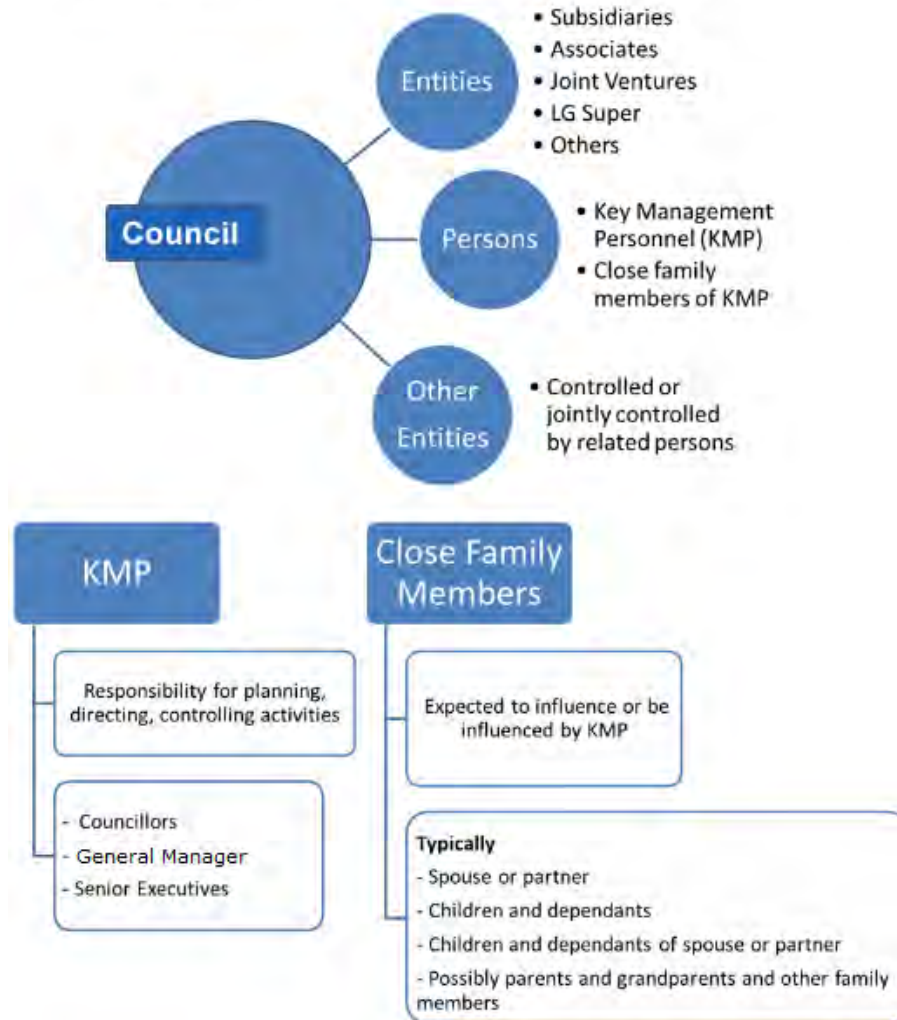 • Subsidiaries
• Associates
• Joint Ventures
• LG Super
• Others
Entities
Council
Persons
• Key Management
Personnel (KMP)
• Close family
members of KMP
Other
Entities
• Controlled or
jointly controlled
by related persons
KMP
Responsibility for planning,
directing, controlling activities
- Councillors
- General Manager
- Senior Executives
Close Family
Members
Expected to influence or be
influenced by KMP
Typically
- Spouse or partner
- Children and dependants
- Children and dependants of spouse or partner
- Possibly parents and grandparents and other family
members